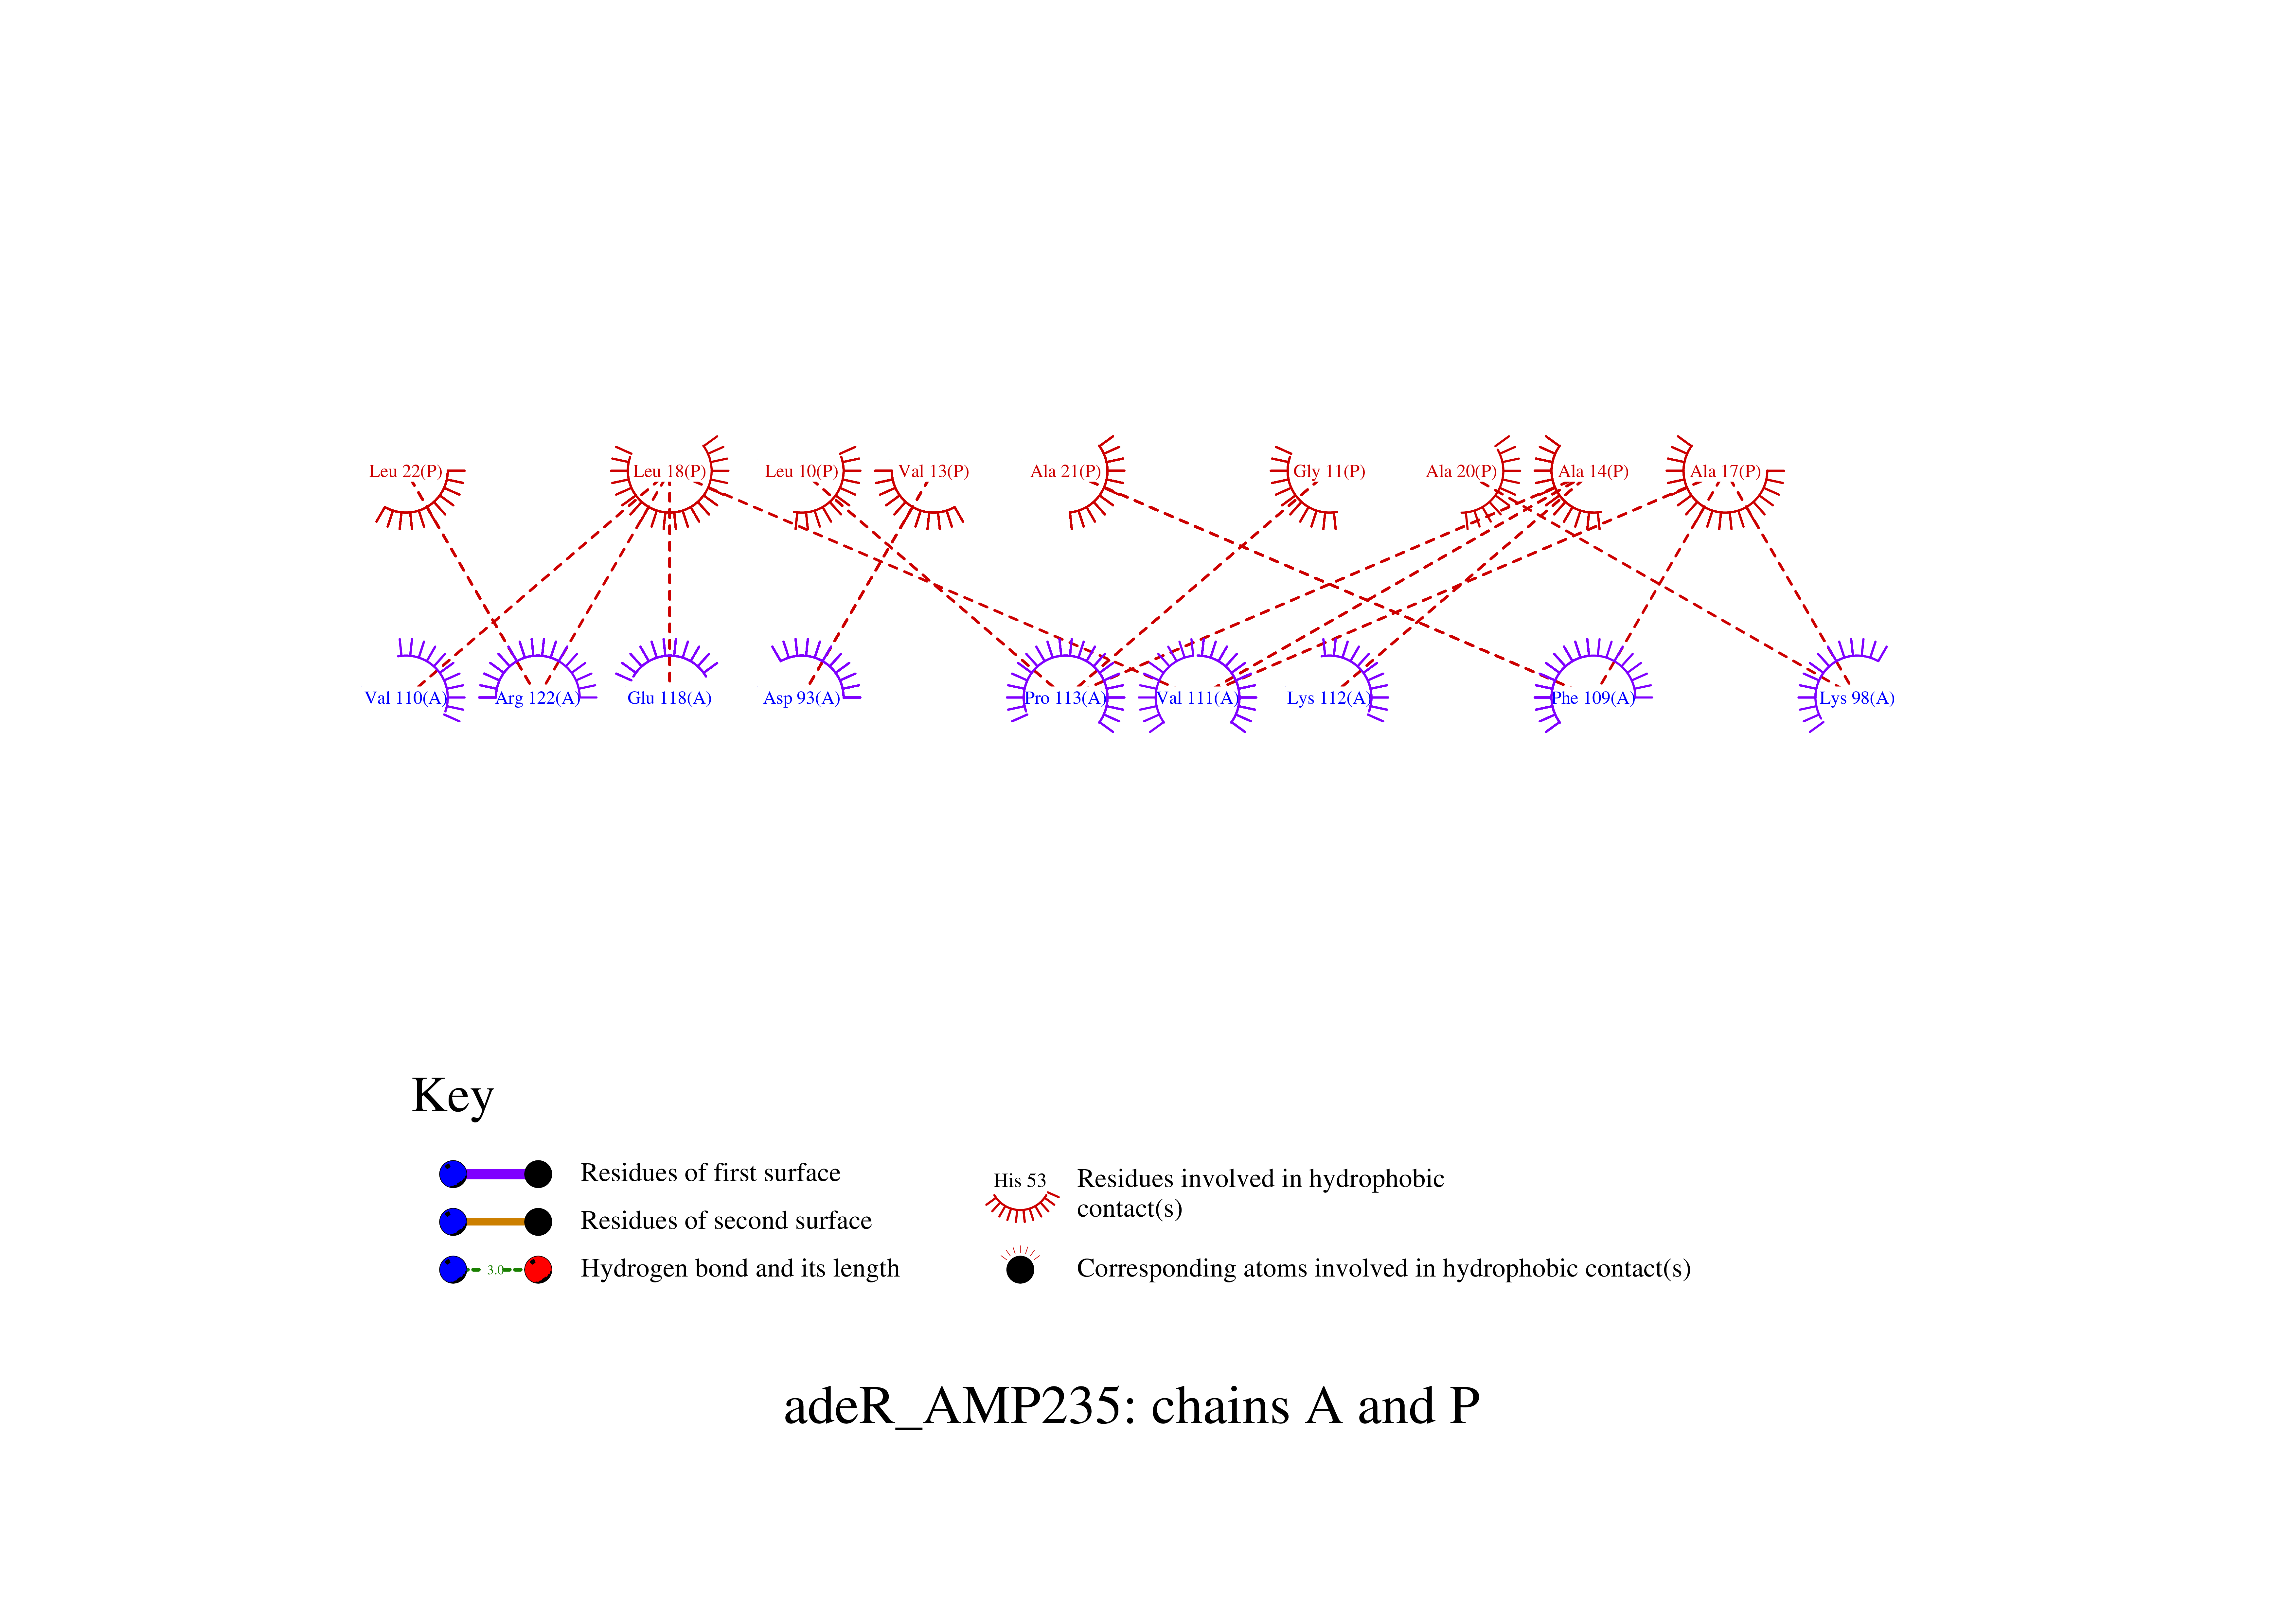 Leu 22(P) Leu 18(P) Leu 10(P) Val 13(P) Ala 21(P) Gly 11(P) Ala 20(P) Ala 14(P) Ala 17(P)
Val 110(A) Arg 122(A) Glu 118(A) Asp 93(A) Pro 113(A) Val 111(A) Lys 112(A) Phe 109(A) Lys 98(A)
Key
Residues of first surface
Residues of second surface
3.0 Hydrogen bond and its length
His 53 Residues involved in hydrophobic
contact(s)
Corresponding atoms involved in hydrophobic contact(s)
adeR_AMP235: chains A and P